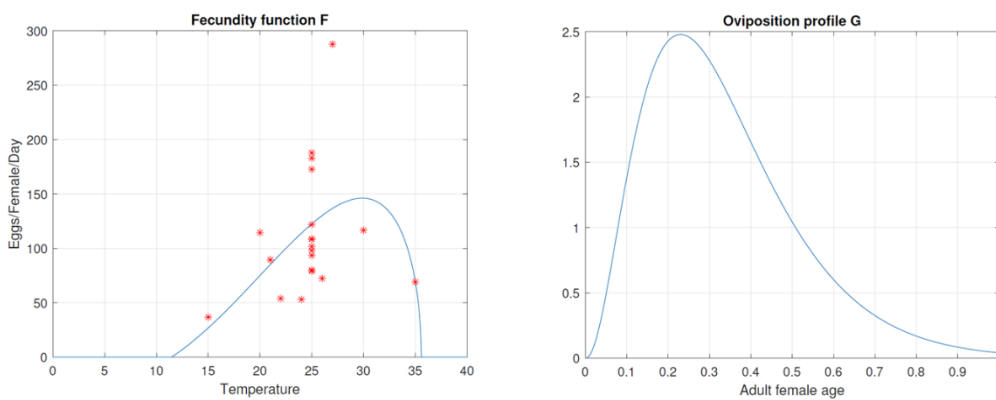 Fecundity function F
Eggs/Female/Day
300
250
200
150
100
50
0
0 5 10 15 20 25 30 35 40
Temperature
Oviposition profile G
2.5
2
1.5
1
0.5
0
0 0.1 0.2 0.3 0.4 0.5 0.6 0.7 0.8 0.9
Adult female age